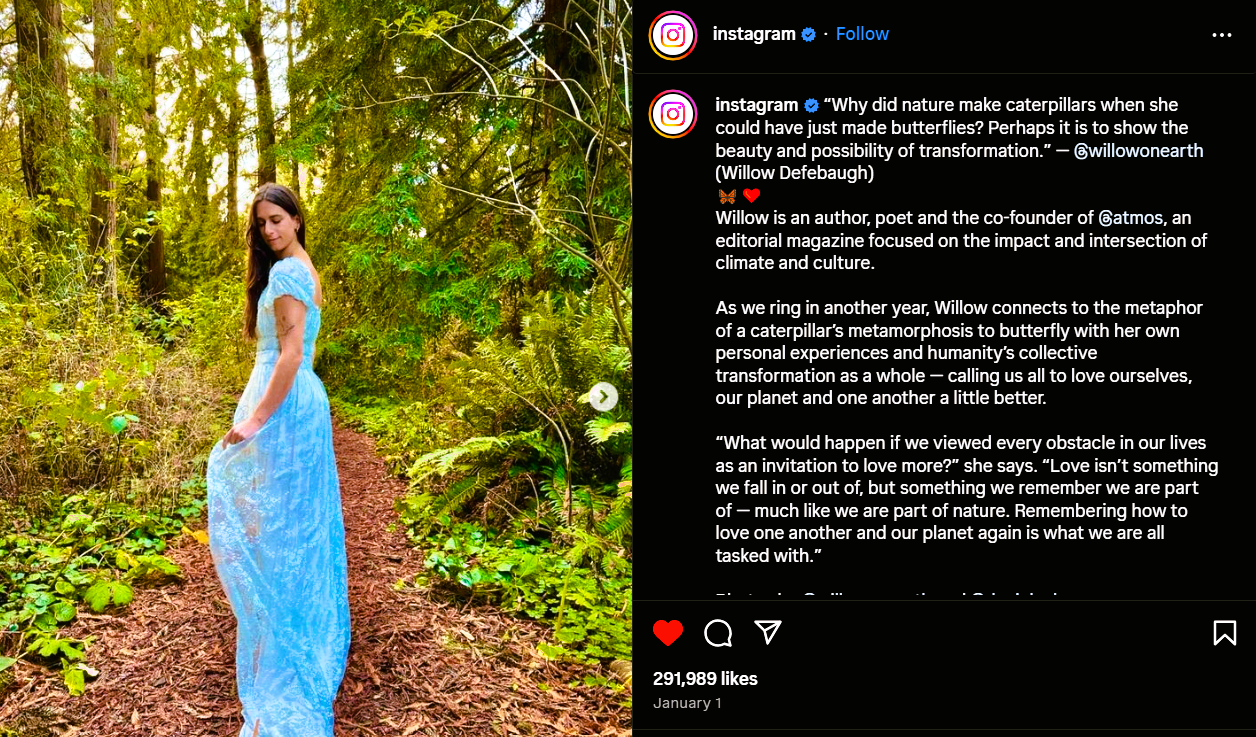 instagram · Follow
instagram “Why did nature make caterpillars when she
could have just made butterflies? Perhaps it is to show the
beauty and possibility of transformation.” — @willowonearth
(Willow Defebaugh)
🦋 ❤️
Willow is an author, poet and the co-founder of @atmos, an
editorial magazine focused on the impact and intersection of
climate and culture.
As we ring in another year, Willow connects to the metaphor
of a caterpillar’s metamorphosis to butterfly with her own
personal experiences and humanity’s collective
transformation as a whole — calling us all to love ourselves,
our planet and one another a little better.
“What would happen if we viewed every obstacle in our lives
as an invitation to love more?” she says. “Love isn’t something
we fall in or out of, but something we remember we are part
of — much like we are part of nature. Remembering how to
love one another and our planet again is what we are all
tasked with.”
291,989 likes
January 1